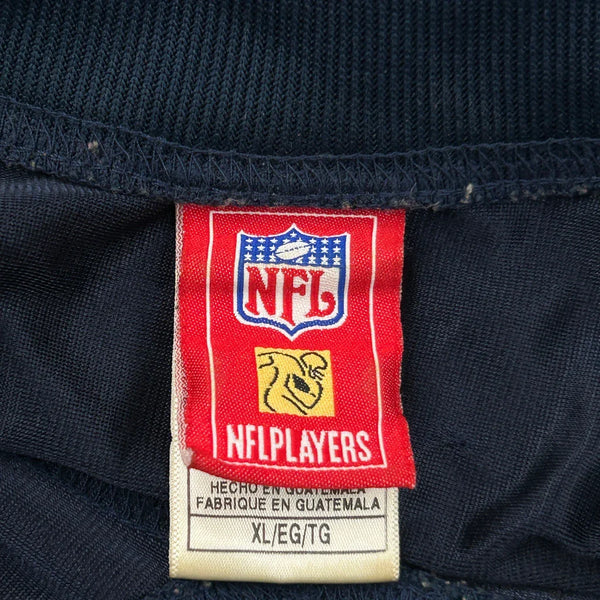 NFL
NFLPLAYERS
HECHO EN GUATEMALA
FABRIQUE EN GUATEMALA
XL/EG/TG